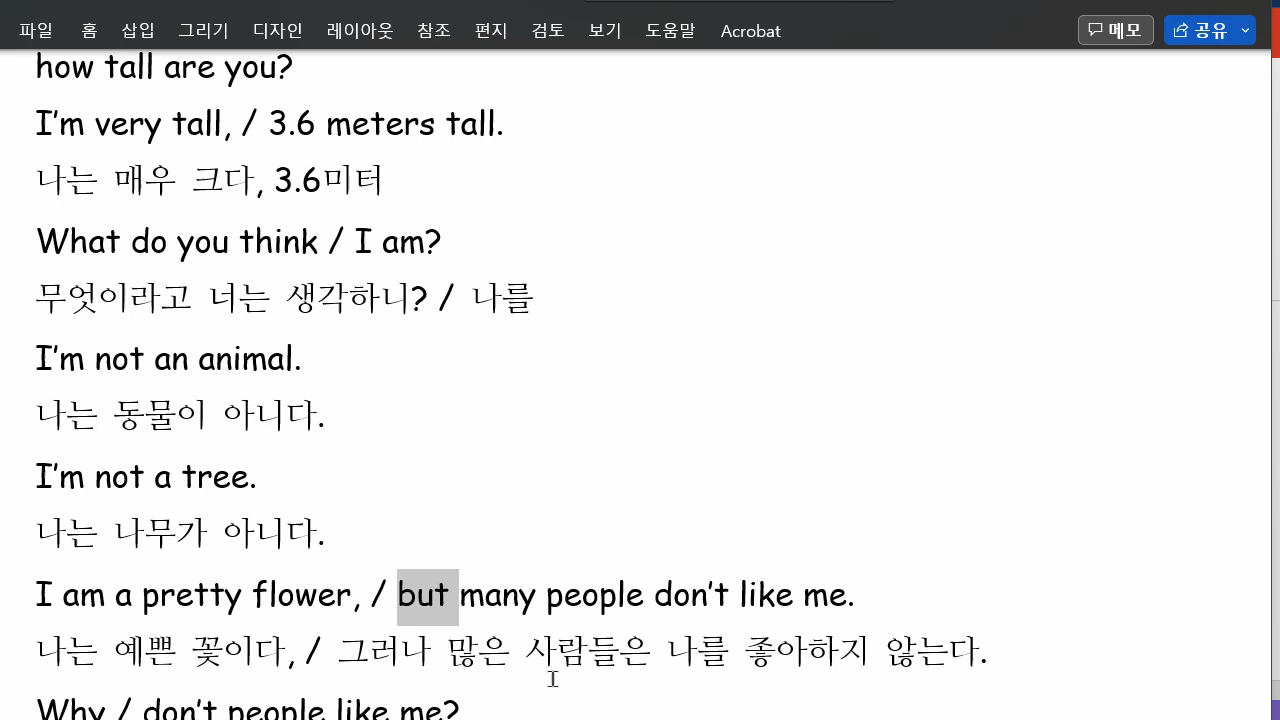 파일 홈 삽입 그리기 디자인 레이아웃 참조 편지 검토 보기 도움말 Acrobat 메모 공유
how tall are you?
I'm very tall, / 3.6 meters tall.
나는 매우 크다, 3.6미터
What do you think / I am?
무엇이라고 너는 생각하니? / 나를
I'm not an animal.
나는 동물이 아니다.
I'm not a tree.
나는 나무가 아니다.
I am a pretty flower, / but many people don't like me.
나는 예쁜 꽃이다, / 그러나 많은 사람들은 나를 좋아하지 않는다.
Why / don't people like me?